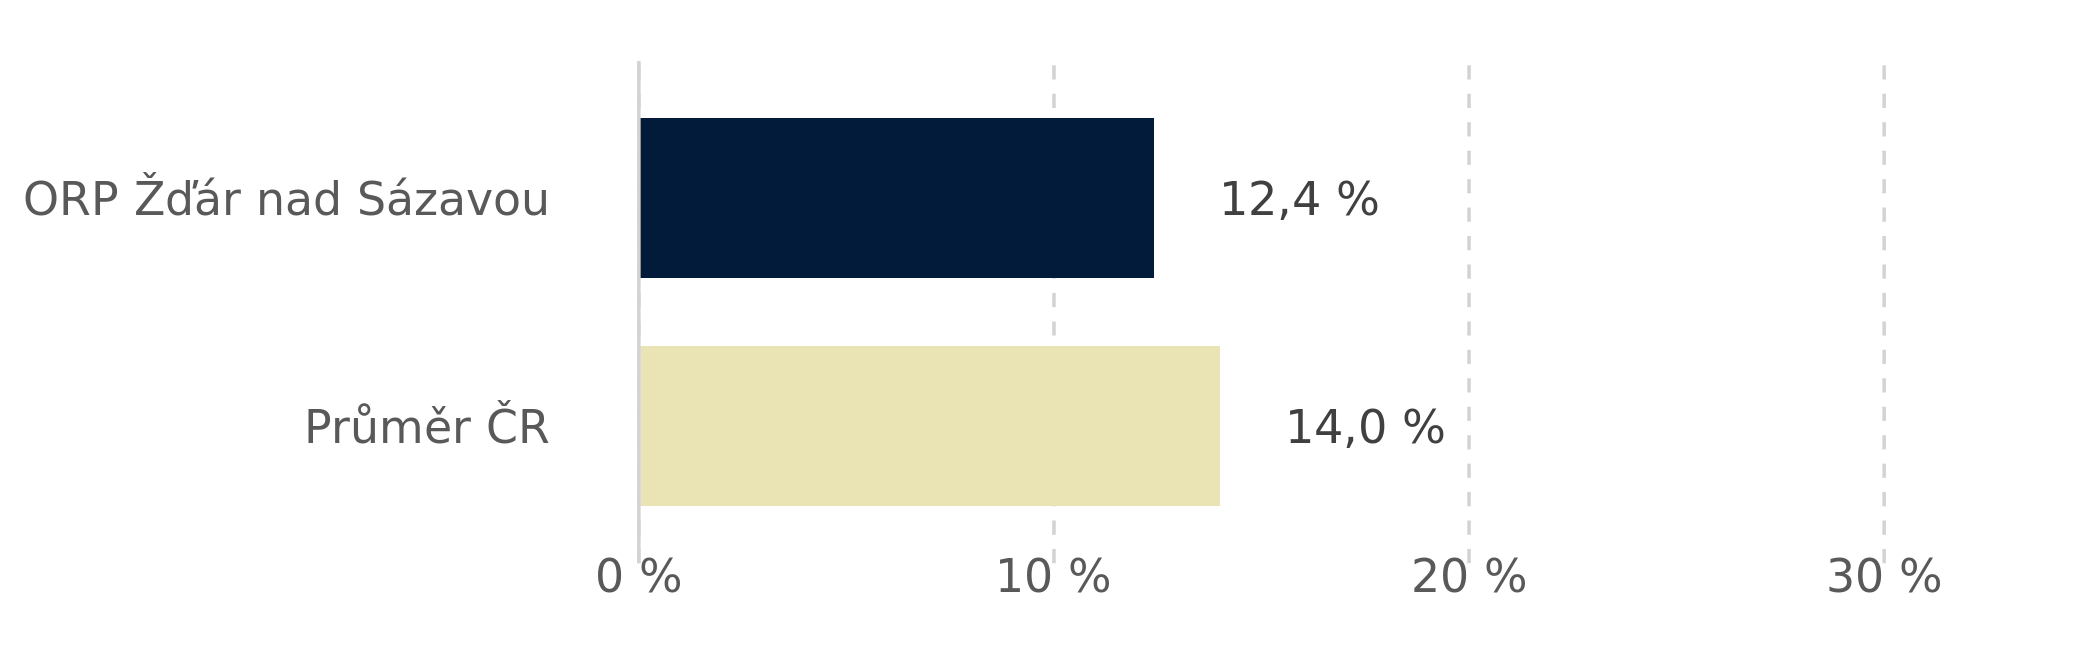 ORP Žďár nad Sázavou
12,4 %
Průměr ČR
14,0 %
0 % 10 % 20 % 30 %